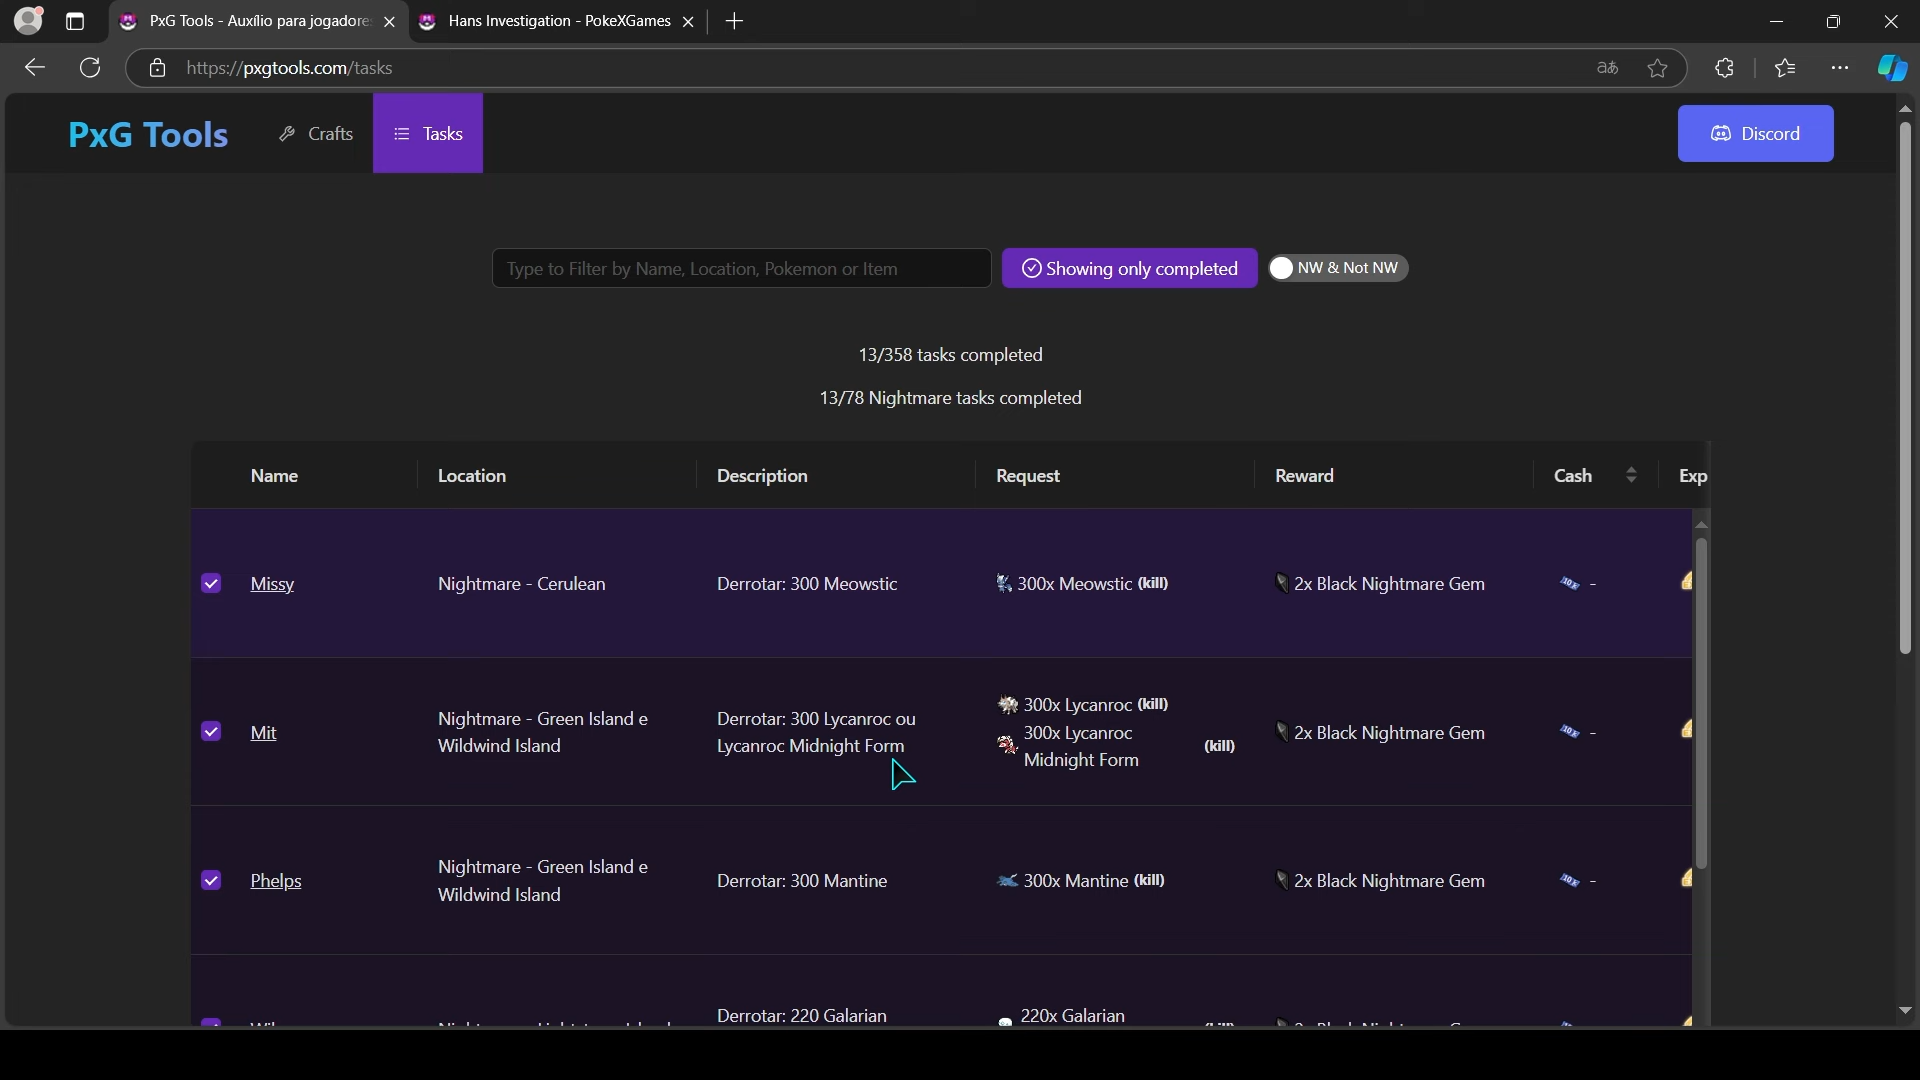 PxG Tools - Auxílio para jogadore
Hans Investigation - PokeXGames
https://pxgtools.com/tasks
PxG Tools
Crafts
Tasks
Discord
Type to Filter by Name, Location, Pokemon or Item
Showing only completed
NW & Not NW
13/358 tasks completed
13/78 Nightmare tasks completed
Name Location Description Request Reward Cash Exp
Missy
Nightmare - Cerulean
Derrotar: 300 Meowstic
300x Meowstic (kill)
2x Black Nightmare Gem
-
Mit
Nightmare - Green Island e
Wildwind Island
Derrotar: 300 Lycanroc ou
Lycanroc Midnight Form
300x Lycanroc (kill)
300x Lycanroc
Midnight Form
(kill)
2x Black Nightmare Gem
-
Phelps
Nightmare - Green Island e
Wildwind Island
Derrotar: 300 Mantine
300x Mantine (kill)
2x Black Nightmare Gem
-
Derrotar: 220 Galarian
220x Galarian